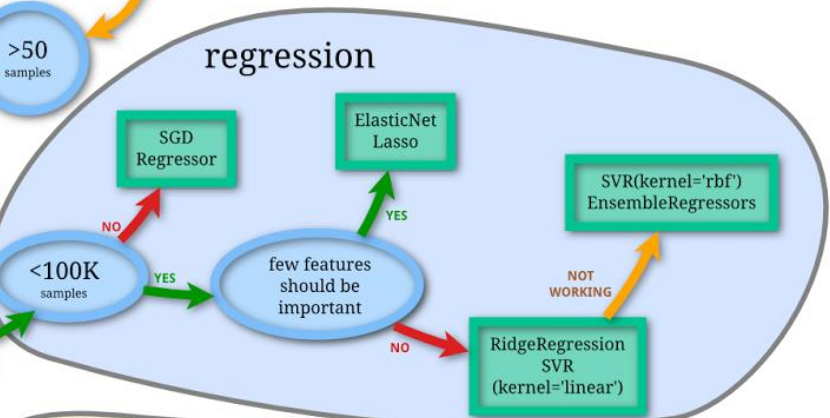 >50
samples
regression
SGD
Regressor
ElasticNet
Lasso
SVR(kernel='rbf')
EnsembleRegressors
NO
YES
<100K
samples
YES
few features
should be
important
NOT
WORKING
NO
RidgeRegression
SVR
(kernel='linear')